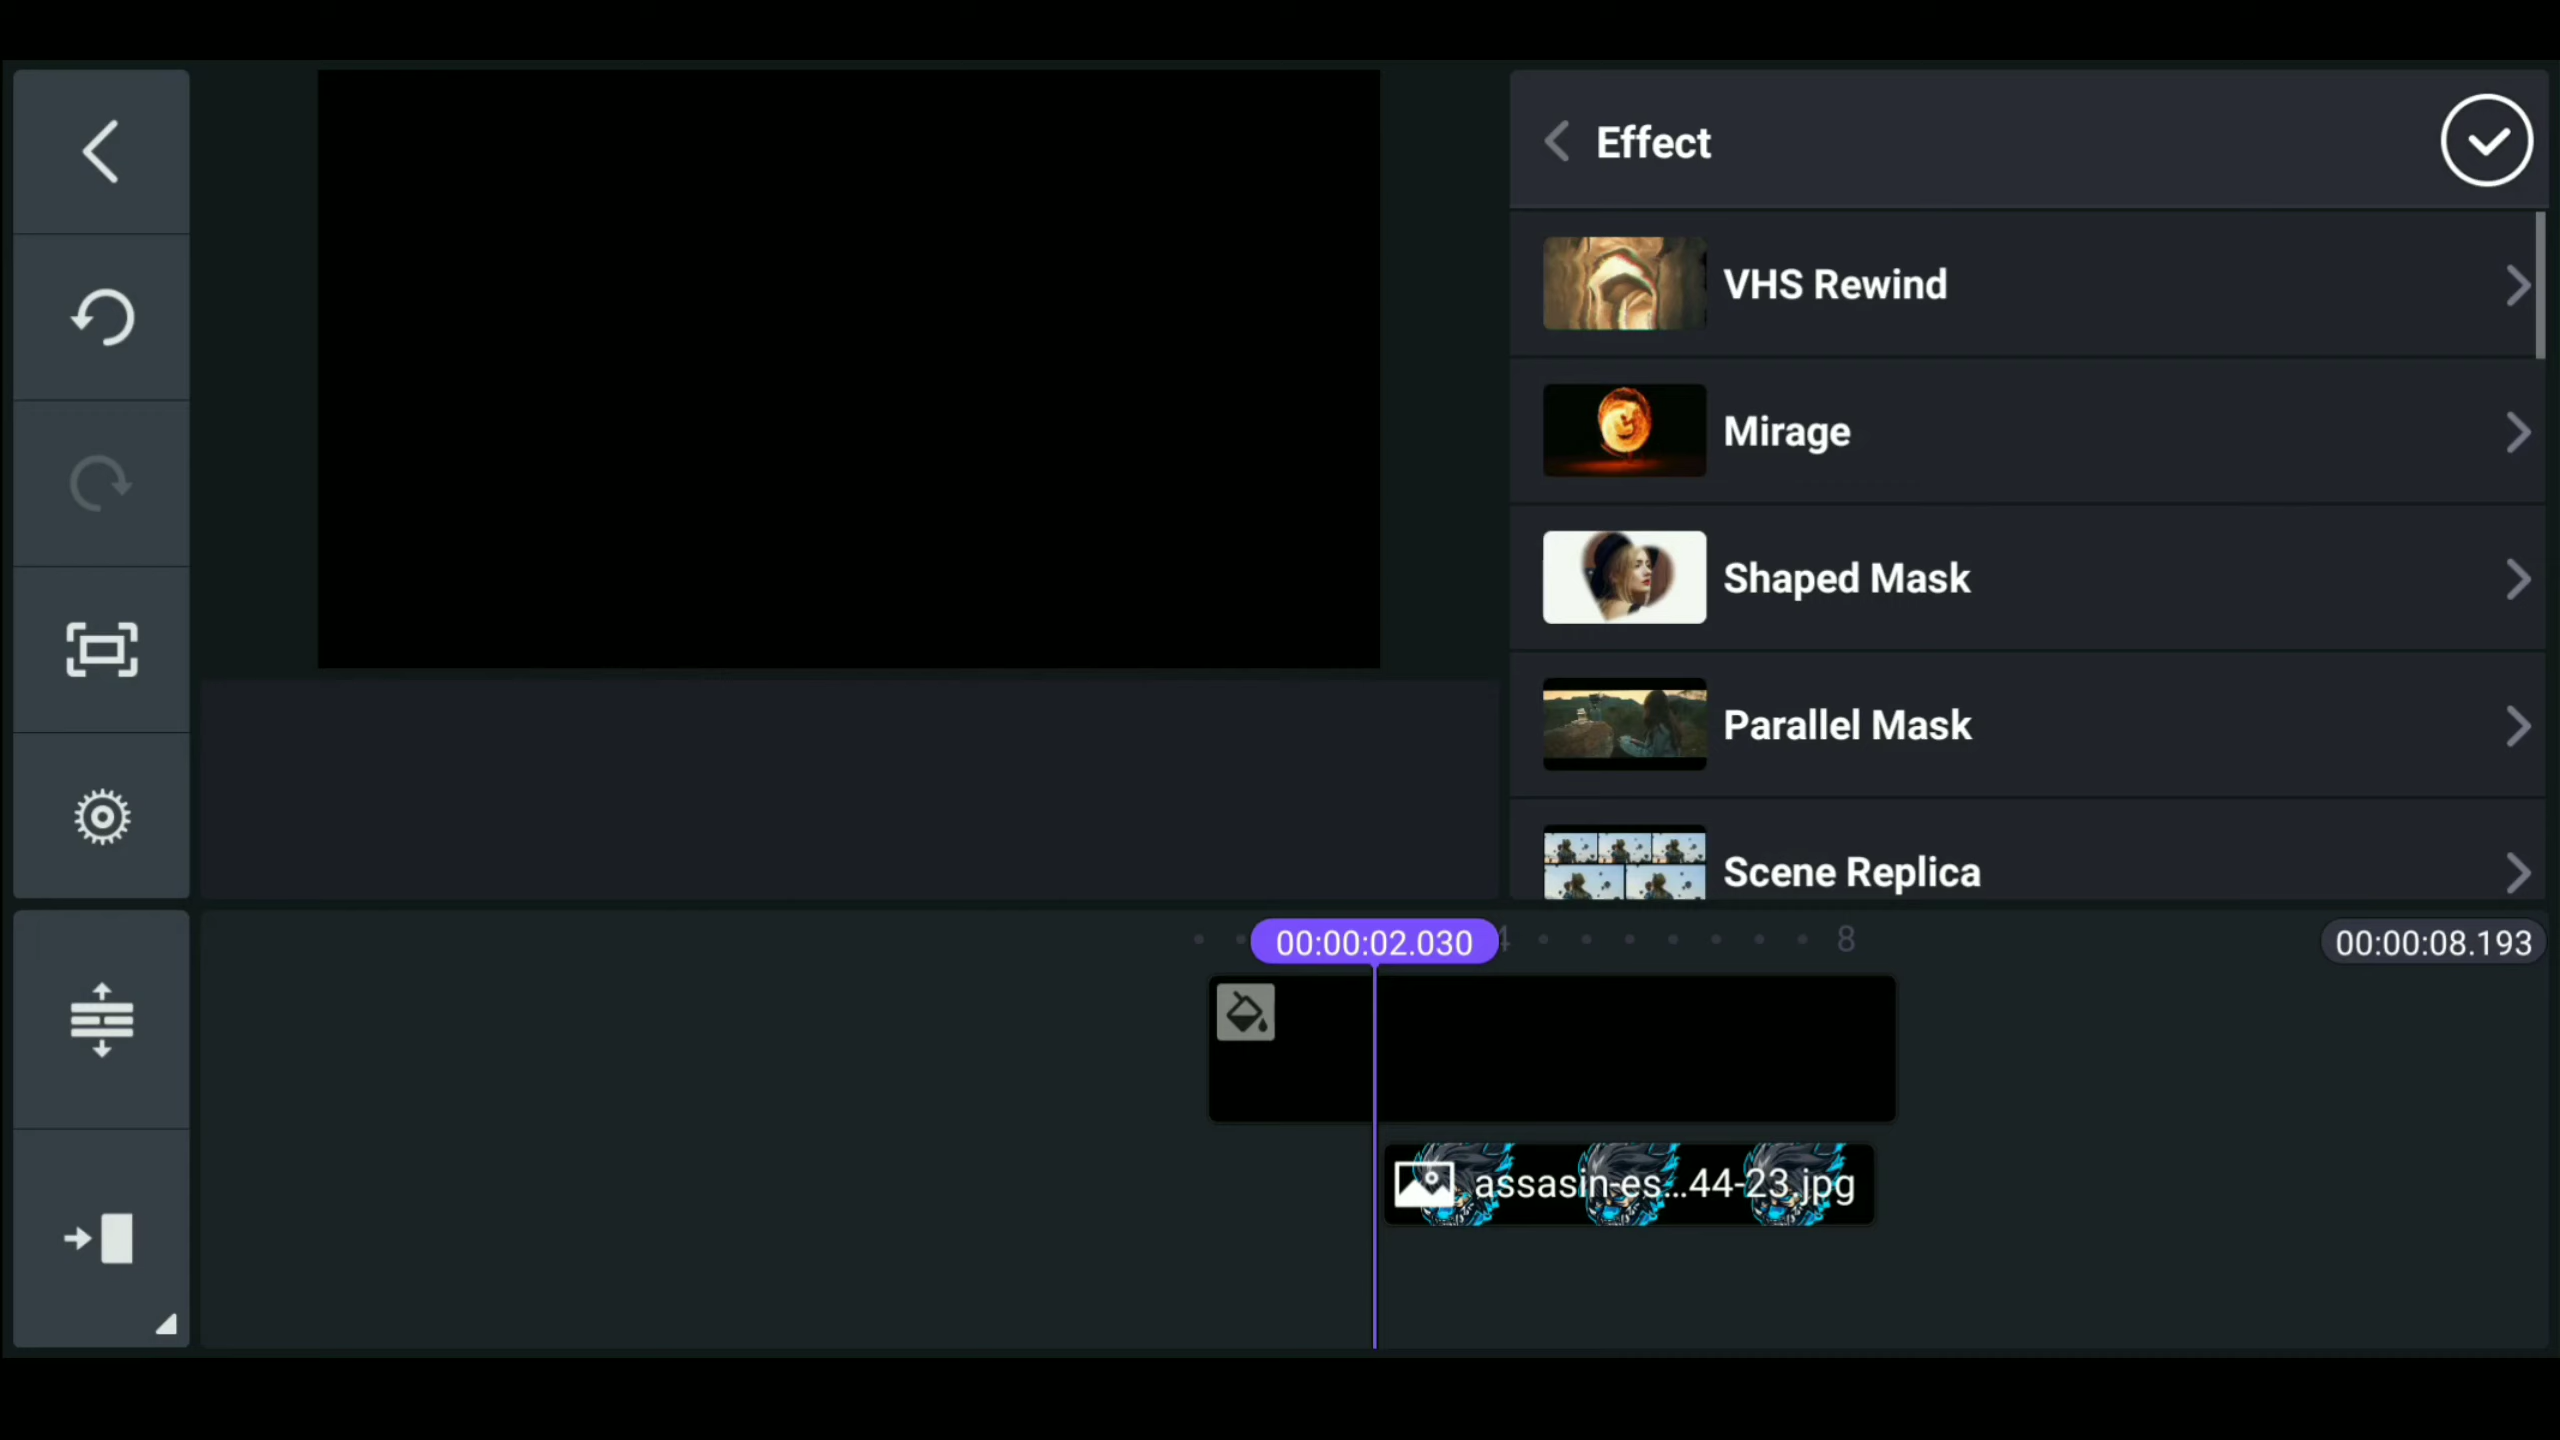 Effect
VHS Rewind
Mirage
Shaped Mask
Parallel Mask
Scene Replica
00:00:02.030
4
8
00:00:08.193
assasin-es...44-23.jpg